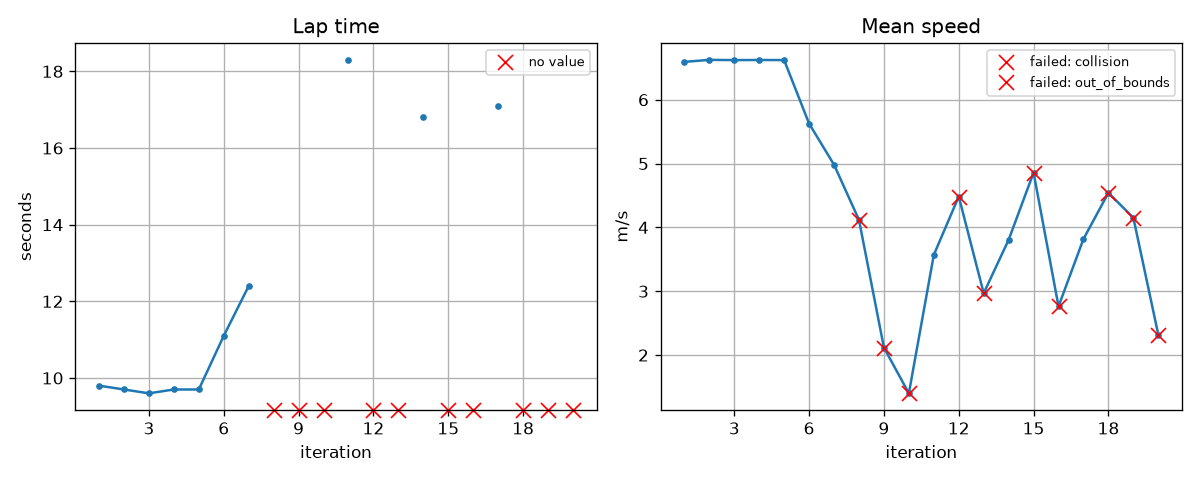 Lap time
18
16
14
12
10
seconds
no value
3
6
9
12
15
18
iteration
Mean speed
6
5
4
3
2
m/s
failed: collision
failed: out_of_bounds
3
6
9
12
15
18
iteration